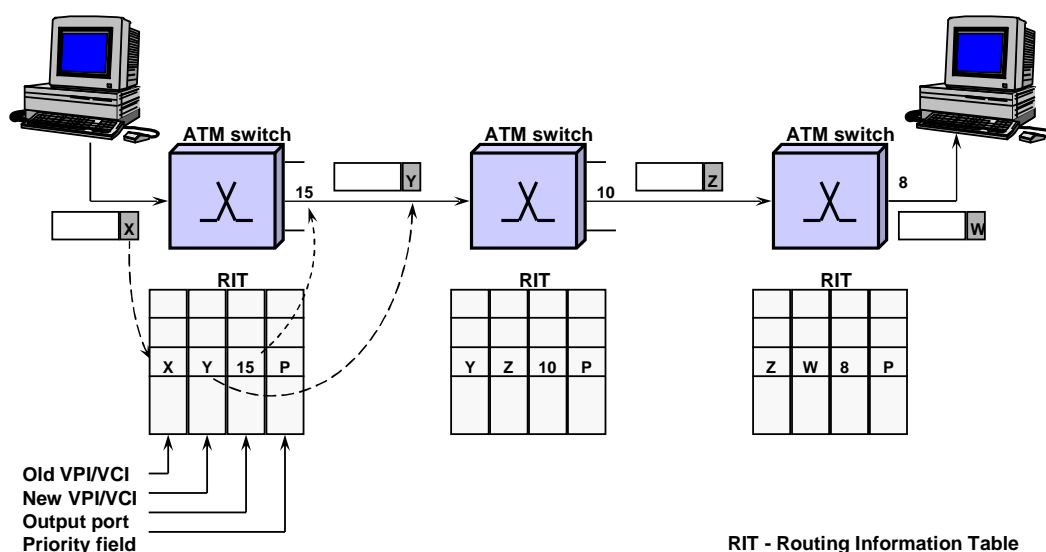 ATM switch ATM switch ATM switch
15 Y 10 Z 8
X W
RIT RIT RIT
X Y 15 P Y Z 10 P Z W 8 P
Old VPI/VCI
New VPI/VCI
Output port
Priority field
RIT - Routing Information Table